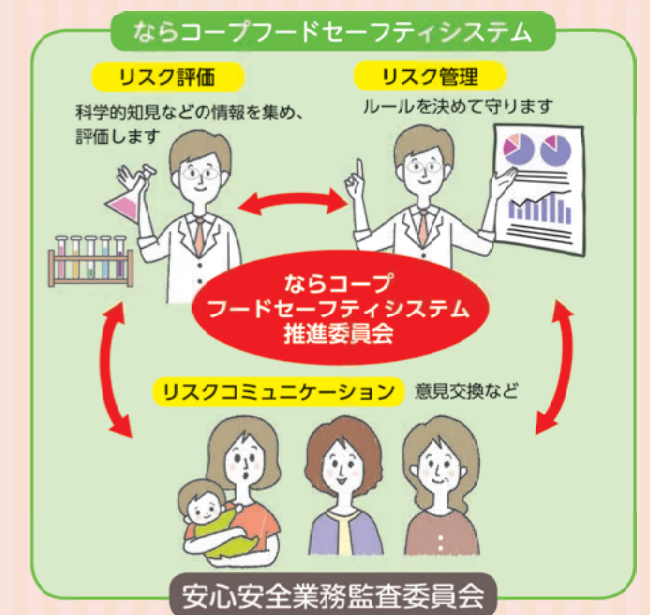 ならコープフードセーフティシステム
リスク評価
科学的知見などの情報を集め、
評価します
リスク管理
ルールを決めて守ります
ならコープ
フードセーフティシステム
推進委員会
リスクコミュニケーション
意見交換など
安心安全業務監査委員会